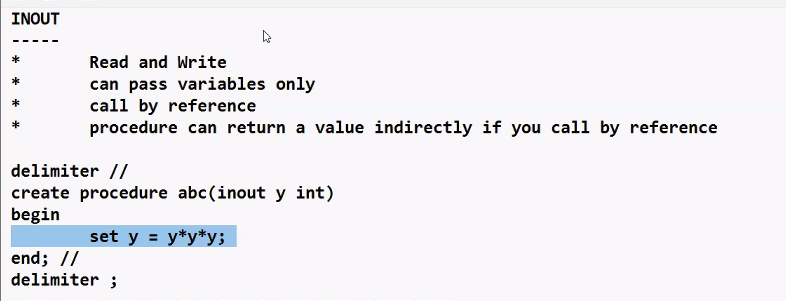 INOUT
-----
* Read and Write
* can pass variables only
* call by reference
* procedure can return a value indirectly if you call by reference
delimiter //
create procedure abc(inout y int)
begin
set y = y*y*y;
end; //
delimiter ;